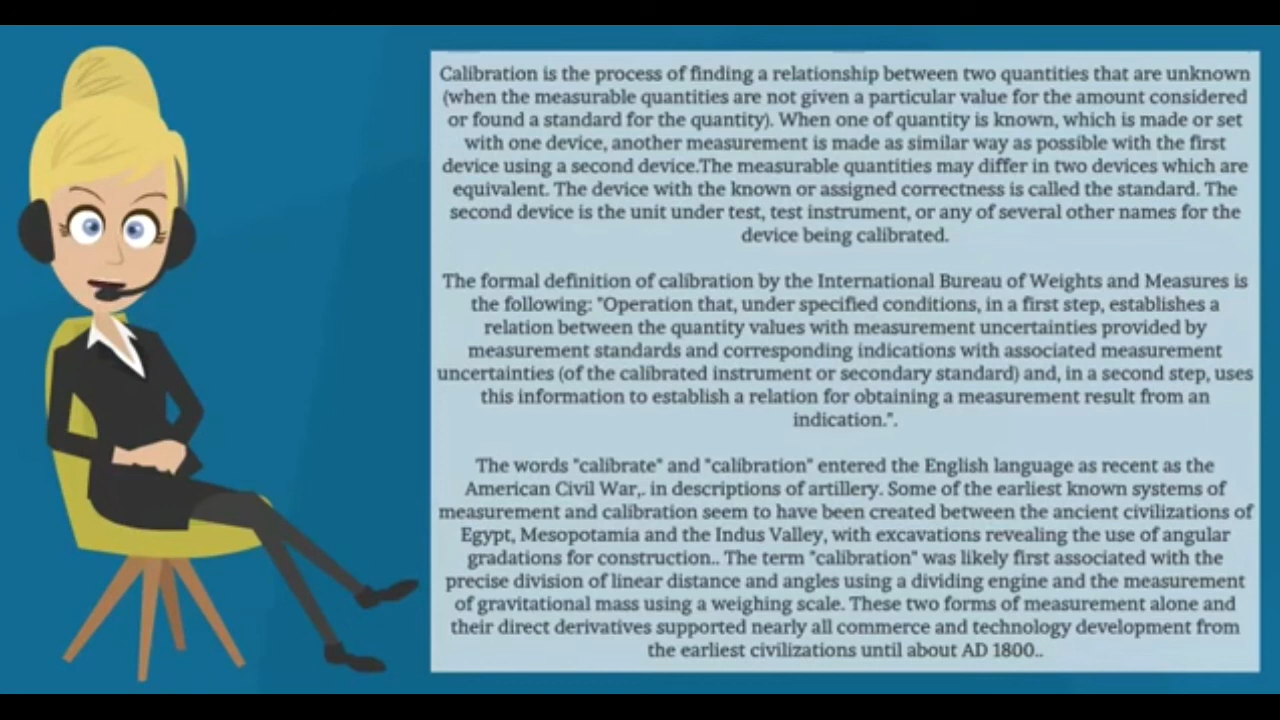 Calibration is the process of finding a relationship between two quantities that are unknown
(when the measurable quantities are not given a particular value for the amount considered
or found a standard for the quantity). When one of quantity is known, which is made or set
with one device, another measurement is made as similar way as possible with the first
device using a second device.The measurable quantities may differ in two devices which are
equivalent. The device with the known or assigned correctness is called the standard. The
second device is the unit under test, test instrument, or any of several other names for the
device being calibrated.
The formal definition of calibration by the International Bureau of Weights and Measures is
the following: "Operation that, under specified conditions, in a first step, establishes a
relation between the quantity values with measurement uncertainties provided by
measurement standards and corresponding indications with associated measurement
uncertainties (of the calibrated instrument or secondary standard) and, in a second step, uses
this information to establish a relation for obtaining a measurement result from an
indication.".
The words "calibrate" and "calibration" entered the English language as recent as the
American Civil War,. in descriptions of artillery. Some of the earliest known systems of
measurement and calibration seem to have been created between the ancient civilizations of
Egypt, Mesopotamia and the Indus Valley, with excavations revealing the use of angular
gradations for construction.. The term "calibration" was likely first associated with the
precise division of linear distance and angles using a dividing engine and the measurement
of gravitational mass using a weighing scale. These two forms of measurement alone and
their direct derivatives supported nearly all commerce and technology development from
the earliest civilizations until about AD 1800..